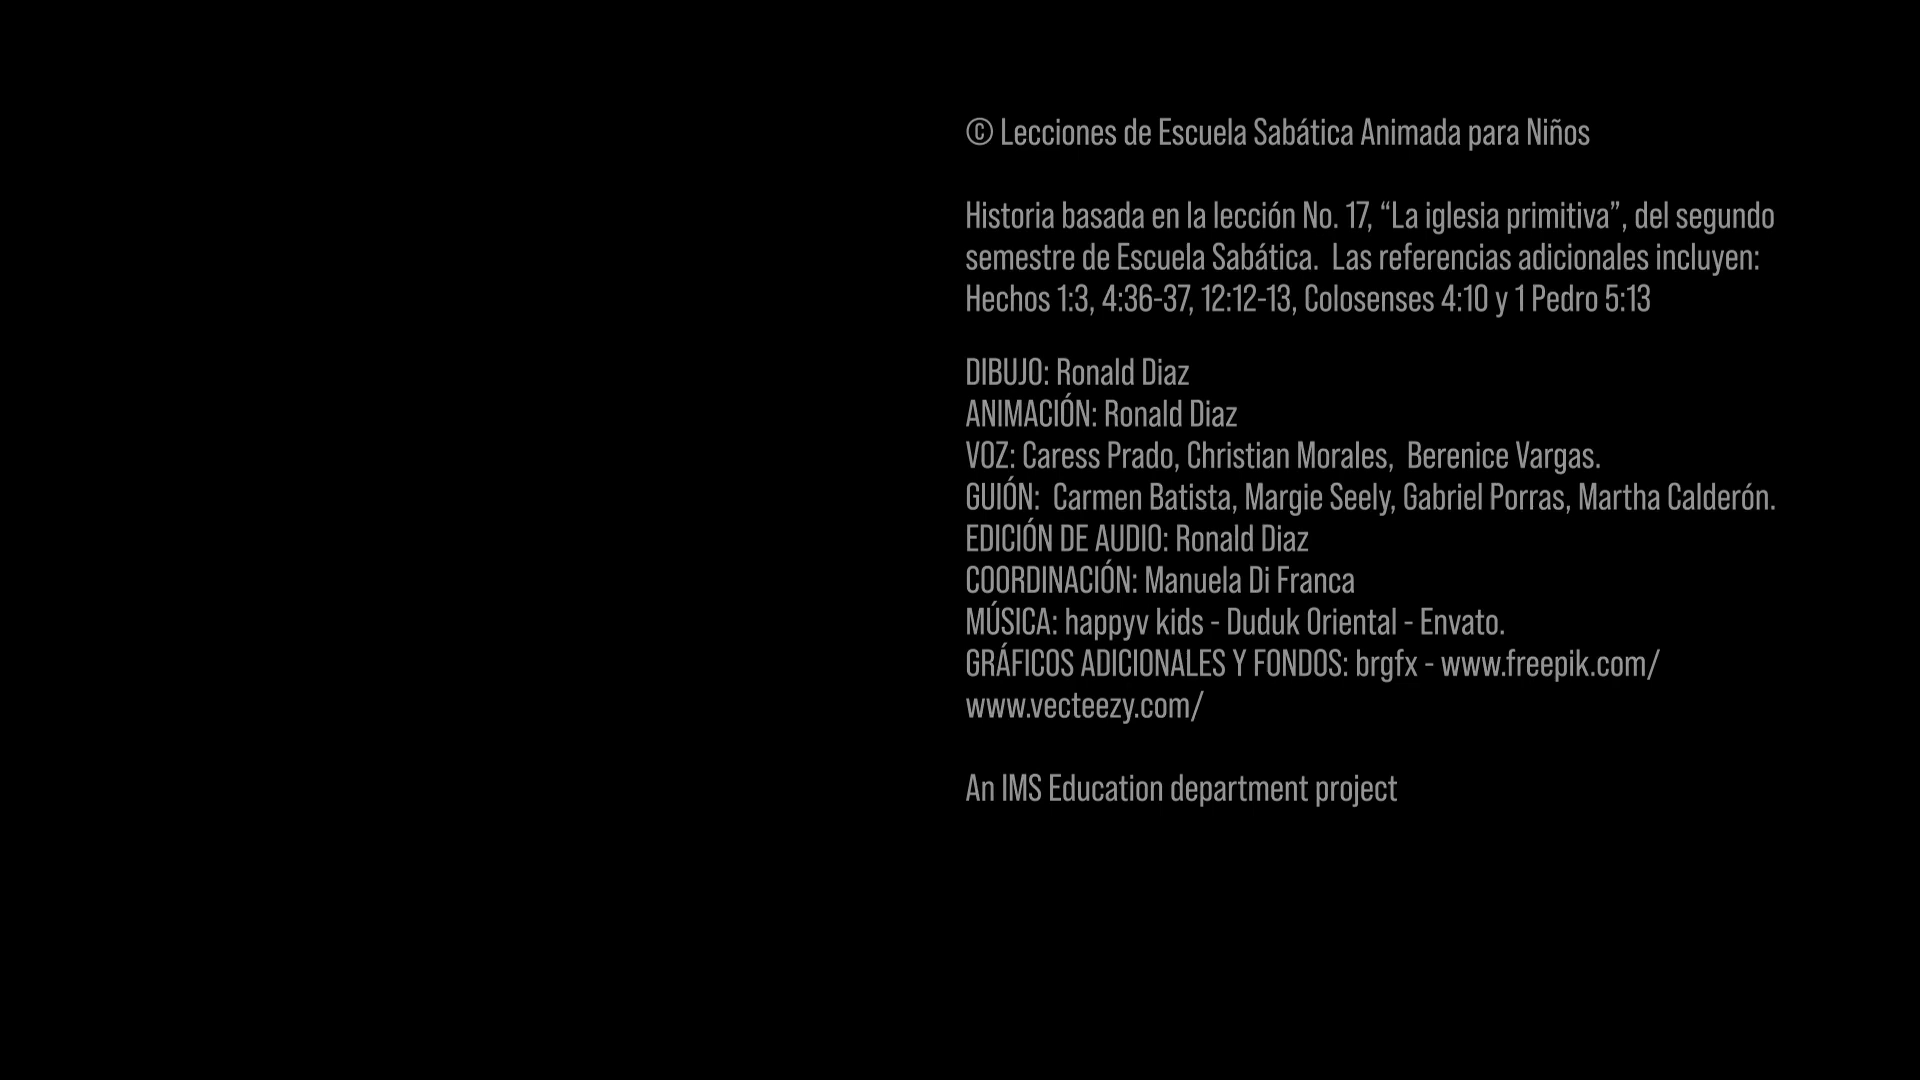 © Lecciones de Escuela Sabática Animada para Niños
Historia basada en la lección No. 17, “La iglesia primitiva”, del segundo
semestre de Escuela Sabática.  Las referencias adicionales incluyen:
Hechos 1:3, 4:36-37, 12:12-13, Colosenses 4:10 y 1 Pedro 5:13
DIBUJO: Ronald Diaz
ANIMACIÓN: Ronald Diaz
VOZ: Caress Prado, Christian Morales,  Berenice Vargas.
GUIÓN:  Carmen Batista, Margie Seely, Gabriel Porras, Martha Calderón.
EDICIÓN DE AUDIO: Ronald Diaz
COORDINACIÓN: Manuela Di Franca
MÚSICA: happyv kids - Duduk Oriental - Envato.
GRÁFICOS ADICIONALES Y FONDOS: brgfx - www.freepik.com/
www.vecteezy.com/
An IMS Education department project